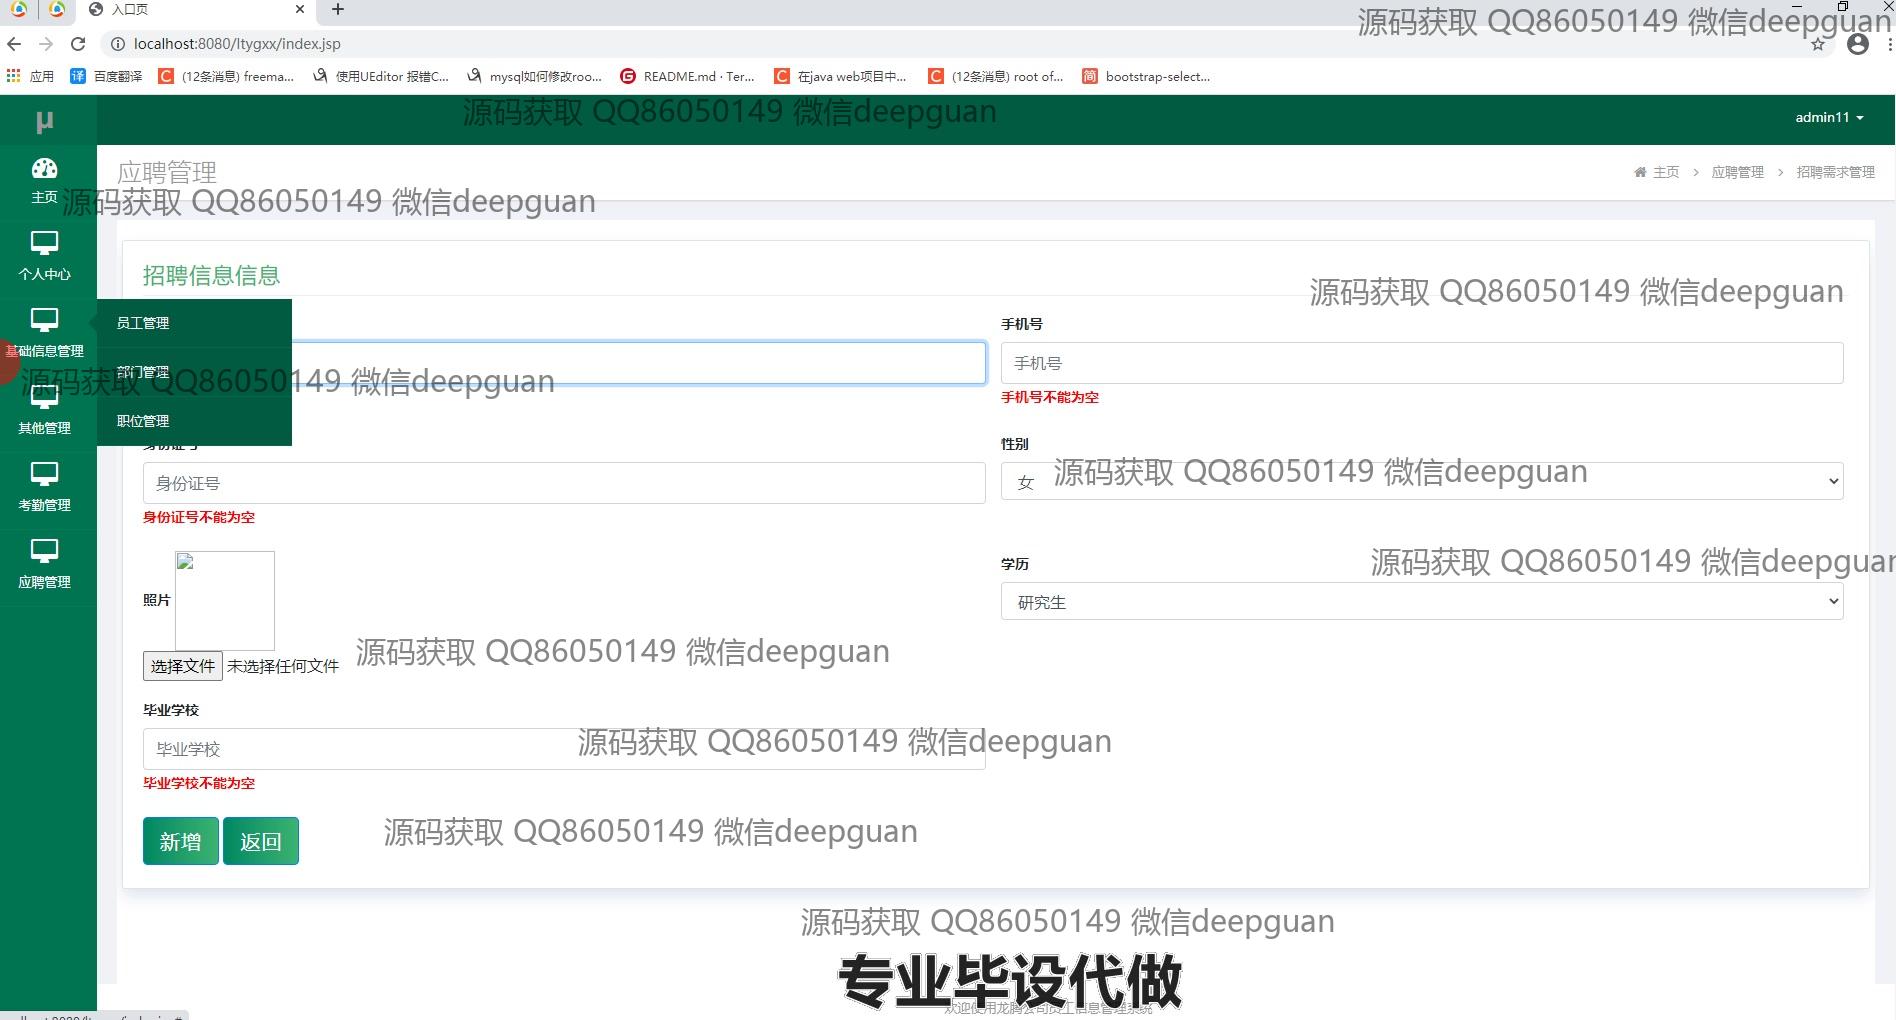 入口页
源码获取 QQ86050149 微信deepguan
localhost:8080/ltygxx/index.jsp
应用 百度翻译 (12条消息) freema... 使用UEditor 报错C... mysql如何修改roo... README.md · Ter... 在java web项目中... (12条消息) root of... bootstrap-select...
源码获取 QQ86050149 微信deepguan
μ
admin11
应聘管理
主页 > 应聘管理 > 招聘需求管理
主页
源码获取 QQ86050149 微信deepguan
个人中心
招聘信息信息
源码获取 QQ86050149 微信deepguan
员工管理
手机号
基础信息管理
手机号
部门管理
源码获取 QQ86050149 微信deepguan
手机号不能为空
职位管理
其他管理
身份证号
性别
身份证号
女
源码获取 QQ86050149 微信deepguan
考勤管理
身份证号不能为空
学历
源码获取 QQ86050149 微信deepguan
应聘管理
照片
研究生
选择文件 未选择任何文件
源码获取 QQ86050149 微信deepguan
毕业学校
毕业学校
源码获取 QQ86050149 微信deepguan
毕业学校不能为空
新增 返回
源码获取 QQ86050149 微信deepguan
源码获取 QQ86050149 微信deepguan
专业毕设代做
欢迎使用龙腾公司员工信息管理系统